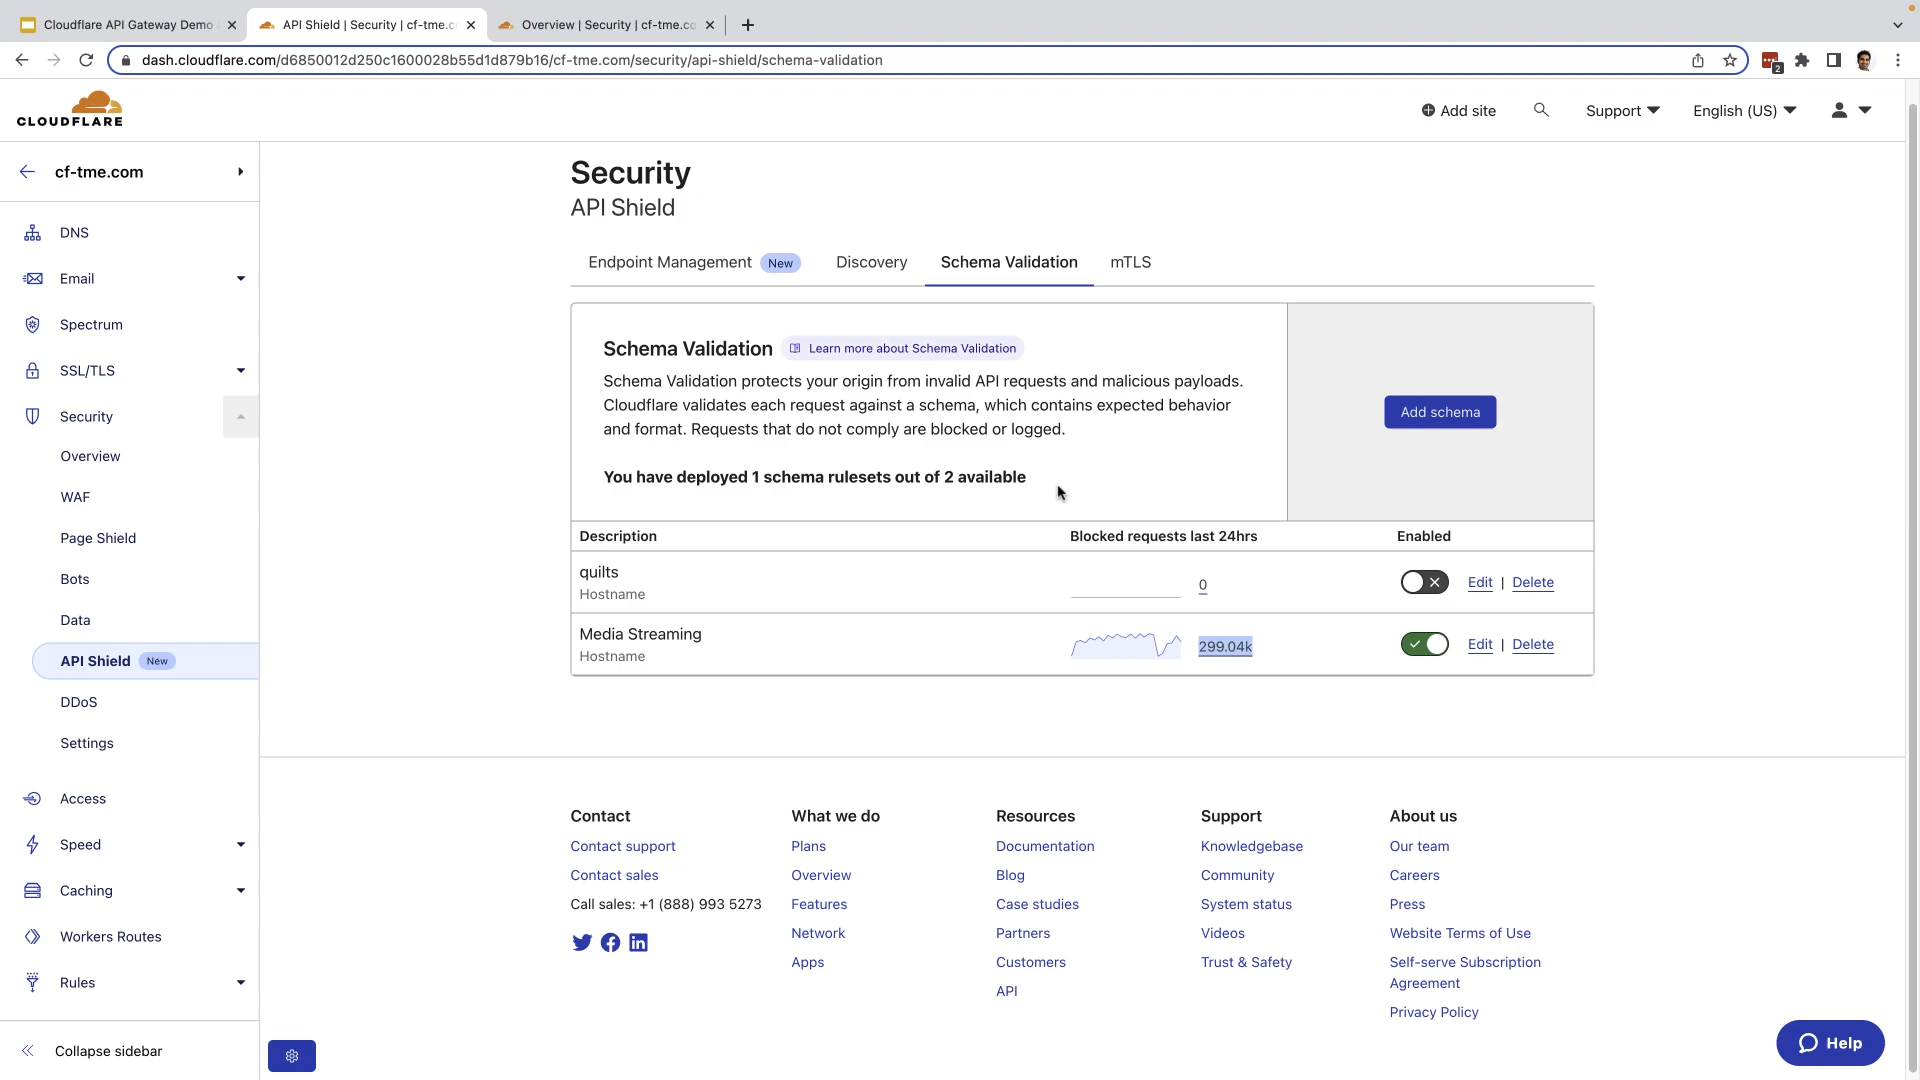 Cloudflare API Gateway Demo
API Shield | Security | cf-tme.c
Overview | Security | cf-tme.co
dash.cloudflare.com/d6850012d250c1600028b55d1d879b16/cf-tme.com/security/api-shield/schema-validation
2
CLOUDFLARE
Add site
Support
English (US)
cf-tme.com
DNS
Email
Spectrum
SSL/TLS
Security
Overview
WAF
Page Shield
Bots
Data
API Shield New
DDoS
Settings
Access
Speed
Caching
Workers Routes
Rules
Collapse sidebar
Security
API Shield
Endpoint Management New Discovery Schema Validation mTLS
Schema Validation Learn more about Schema Validation
Schema Validation protects your origin from invalid API requests and malicious payloads.
Cloudflare validates each request against a schema, which contains expected behavior
and format. Requests that do not comply are blocked or logged.
You have deployed 1 schema rulesets out of 2 available
Add schema
Description Blocked requests last 24hrs Enabled
quilts
Hostname
0
Edit | Delete
Media Streaming
Hostname
299.04k
Edit | Delete
Contact
Contact support
Contact sales
Call sales: +1 (888) 993 5273
What we do
Plans
Overview
Features
Network
Apps
Resources
Documentation
Blog
Case studies
Partners
Customers
API
Support
Knowledgebase
Community
System status
Videos
Trust & Safety
About us
Our team
Careers
Press
Website Terms of Use
Self-serve Subscription
Agreement
Privacy Policy
Help